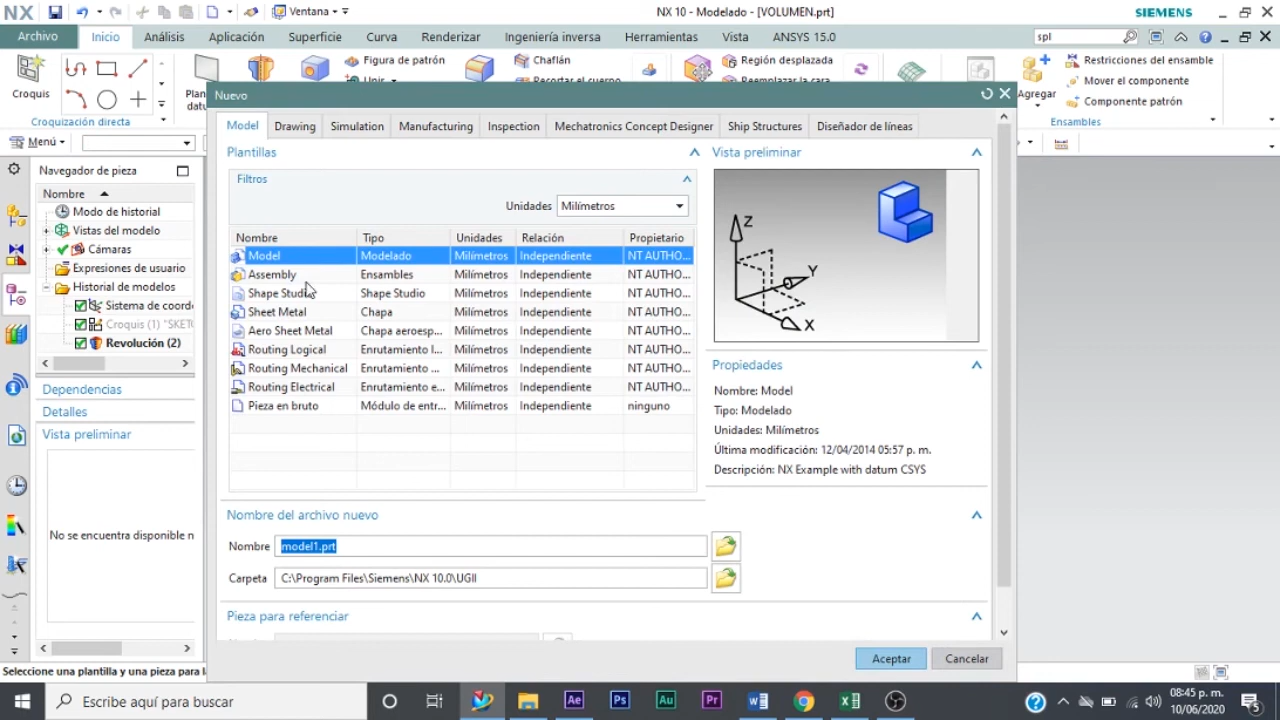 NX
Ventana
NX 10 - Modelado - [VOLUMEN.prt]
SIEMENS
Archivo
Inicio
Análisis
Aplicación
Superficie
Curva
Renderizar
Ingeniería inversa
Herramientas
Vista
ANSYS 15.0
spl
Croquis
Figura de patrón
Chaflán
Región desplazada
Agregar
Restricciones del ensamble
Mover el componente
Componente patrón
Croquización directa
Ensambles
Menú
Nuevo
Model
Drawing
Simulation
Manufacturing
Inspection
Mechatronics Concept Designer
Ship Structures
Diseñador de líneas
Plantillas
Filtros
Unidades
Milímetros
Nombre Tipo Unidades Relación Propietario
Model Modelado Milímetros Independiente NT AUTHO...
Assembly Ensambles Milímetros Independiente NT AUTHO...
Shape Studio Shape Studio Milímetros Independiente NT AUTHO...
Sheet Metal Chapa Milímetros Independiente NT AUTHO...
Aero Sheet Metal Chapa aeroesp... Milímetros Independiente NT AUTHO...
Routing Logical Enrutamiento l... Milímetros Independiente NT AUTHO...
Routing Mechanical Enrutamiento ... Milímetros Independiente NT AUTHO...
Routing Electrical Enrutamiento e... Milímetros Independiente NT AUTHO...
Pieza en bruto Módulo de entr... Milímetros Independiente ninguno
Vista preliminar
Z
Y
X
Propiedades
Nombre: Model
Tipo: Modelado
Unidades: Milímetros
Última modificación: 12/04/2014 05:57 p. m.
Descripción: NX Example with datum CSYS
Nombre del archivo nuevo
Nombre model1.prt
Carpeta C:\Program Files\Siemens\NX 10.0\UGII
Pieza para referenciar
Aceptar
Cancelar
Navegador de pieza
Nombre
Modo de historial
Vistas del modelo
Cámaras
Expresiones de usuario
Historial de modelos
Sistema de coord
Croquis (1) "SKET
Revolución (2)
Dependencias
Detalles
Vista preliminar
No se encuentra disponible n
Seleccione una plantilla y una pieza para l
Escribe aquí para buscar
Ae
Ps
Au
Pr
08:45 p. m.
10/06/2020
5